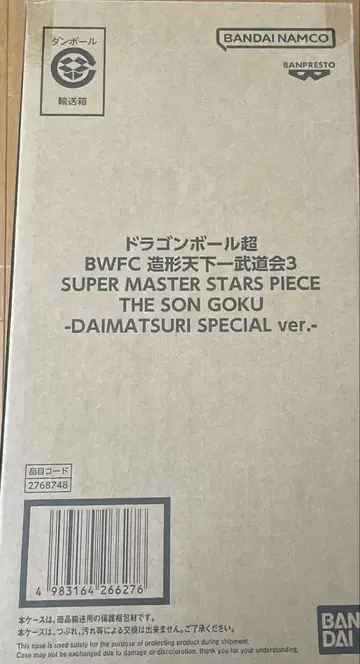 ダンボール
輸送箱
BANDAI NAMCO
BANPRESTO
ドラゴンボール超
BWFC 造形天下一武道会3
SUPER MASTER STARS PIECE
THE SON GOKU
-DAIMATSURI SPECIAL ver.-
品目コード
2768748
4 983164 266276
本ケースは、商品輸送用の保護梱包材です。
本ケースは、つぶれ、汚れ等による交換は出来ません。ご了承ください。
This case is used solely for the purpose of protecting product during shipment.
Case may not be exchanged due to damage or discoloration. thank you for your understanding.
BAN
DAI